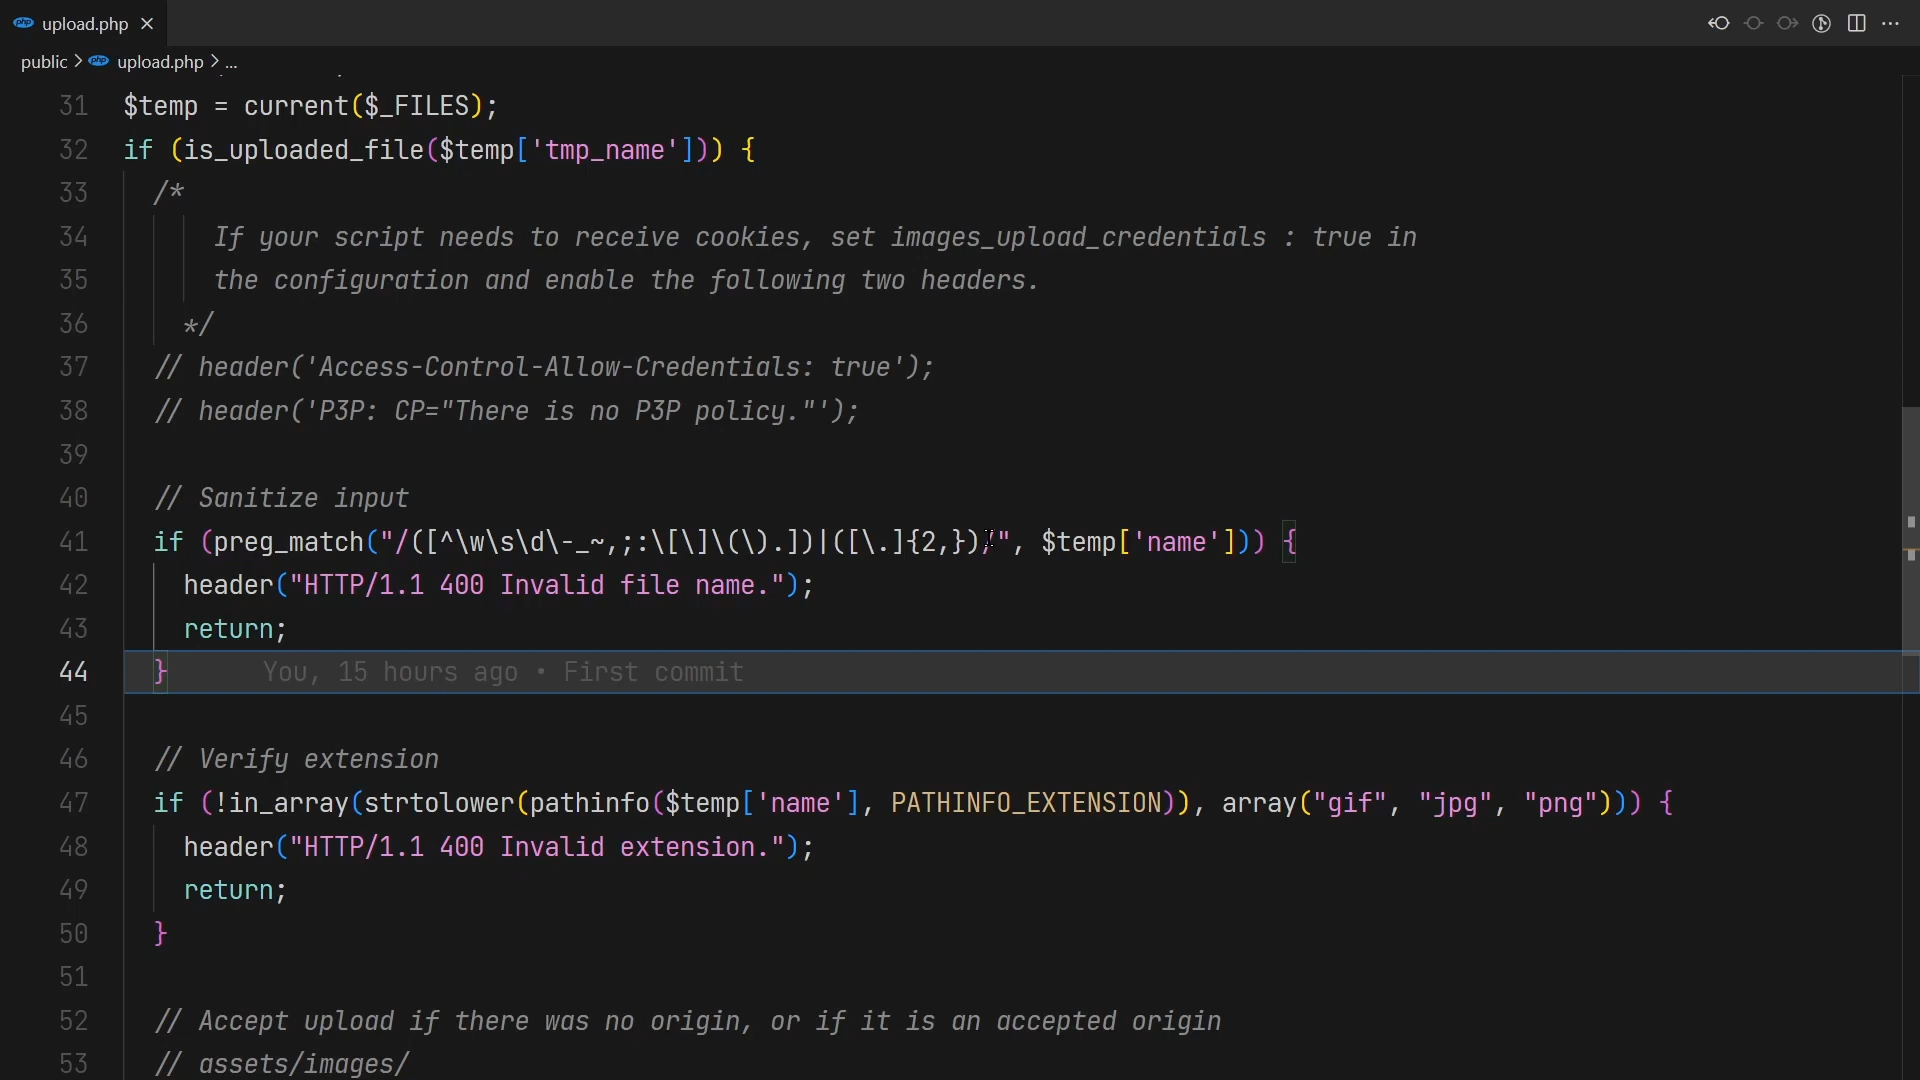 php upload.php
public > php upload.php > ...
31 $temp = current($_FILES);
32 if (is_uploaded_file($temp['tmp_name'])) {
33 /*
34 If your script needs to receive cookies, set images_upload_credentials : true in
35 the configuration and enable the following two headers.
36 */
37 // header('Access-Control-Allow-Credentials: true');
38 // header('P3P: CP="There is no P3P policy."');
39
40 // Sanitize input
41 if (preg_match("/([^\w\s\d\-_~,;:\[\]\(\).])|([\.]{2,})/", $temp['name'])) {
42 header("HTTP/1.1 400 Invalid file name.");
43 return;
44 } You, 15 hours ago • First commit
45
46 // Verify extension
47 if (!in_array(strtolower(pathinfo($temp['name'], PATHINFO_EXTENSION)), array("gif", "jpg", "png"))) {
48 header("HTTP/1.1 400 Invalid extension.");
49 return;
50 }
51
52 // Accept upload if there was no origin, or if it is an accepted origin
53 // assets/images/